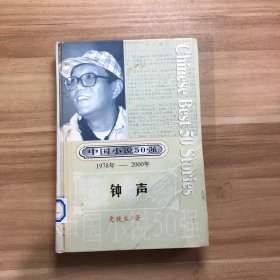 Chinese Best 50 Stories
中国小说50强
1978年 — 2000年
钟声
史铁生/著
中国小说50强